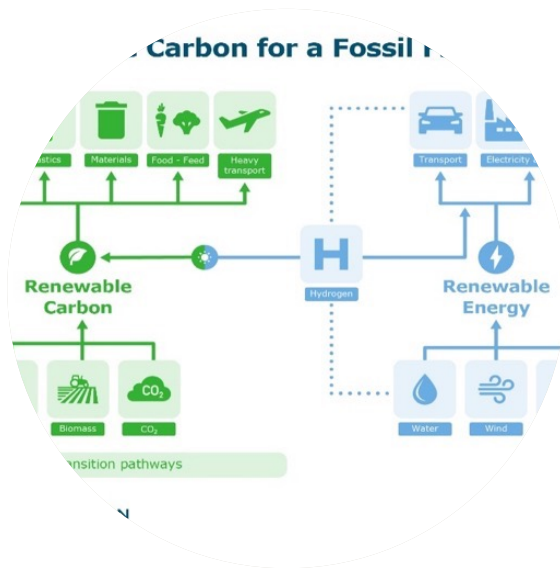 Carbon for a Fossil
Materials
Food - Feed
Heavy
transport
Transport
Electricity
H
Hydrogen
Renewable
Carbon
Renewable
Energy
CO₂
Biomass
CO₂
Water
Wind
pathways